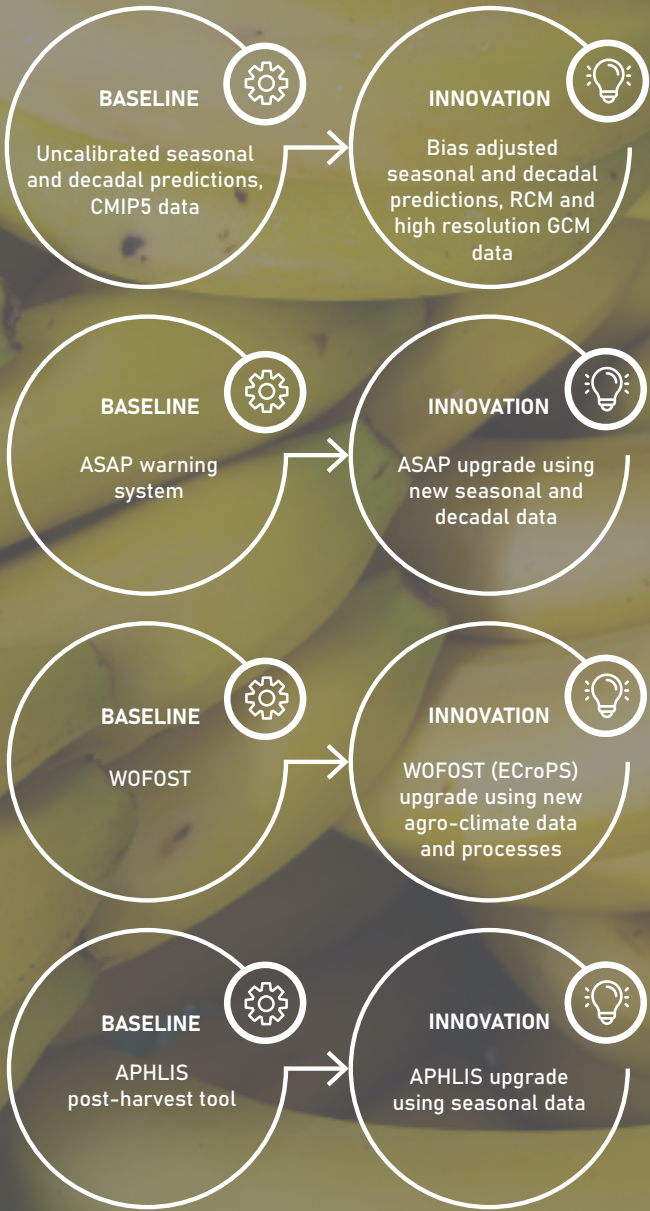 BASELINE
Uncalibrated seasonal
and decadal predictions,
CMIP5 data
INNOVATION
Bias adjusted
seasonal and decadal
predictions, RCM and
high resolution GCM
data
BASELINE
ASAP warning
system
INNOVATION
ASAP upgrade using
new seasonal and
decadal data
BASELINE
WOFOST
INNOVATION
WOFOST (ECroPS)
upgrade using new
agro-climate data
and processes
BASELINE
APHLIS
post-harvest tool
INNOVATION
APHLIS upgrade
using seasonal data